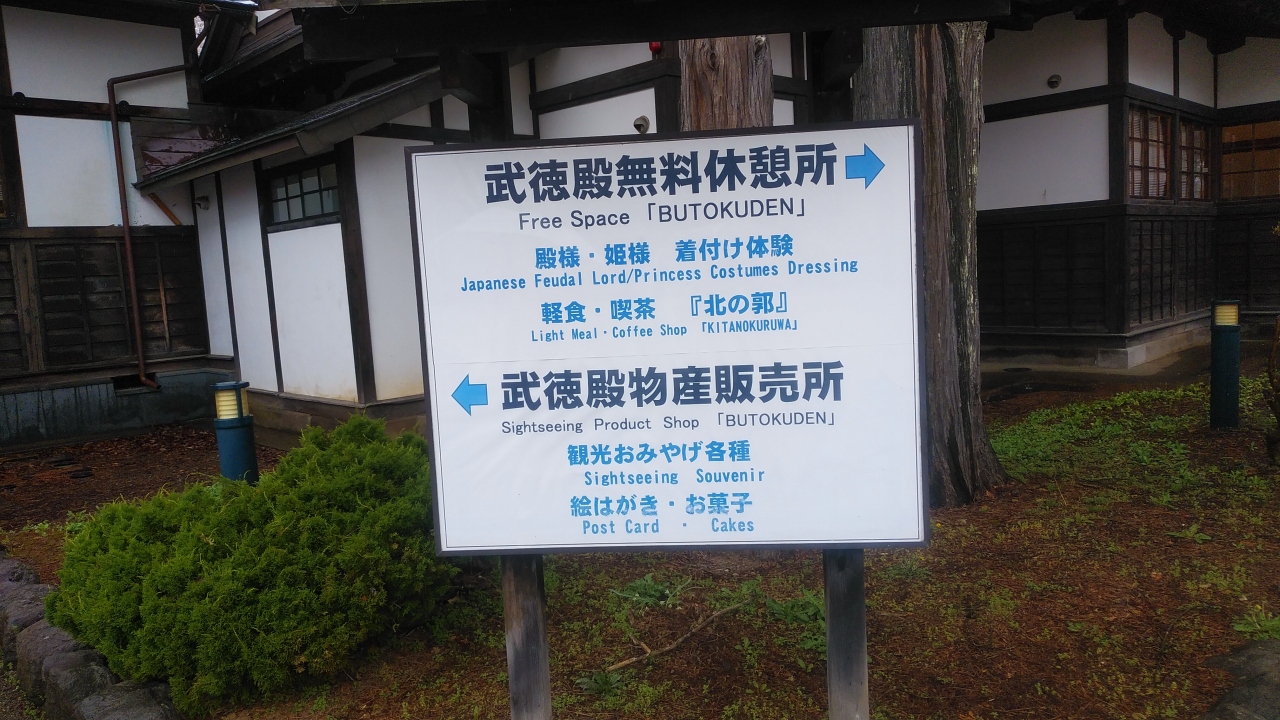 武徳殿無料休憩所
Free Space 「BUTOKUDEN」
殿様・姫様 着付け体験
Japanese Feudal Lord/Princess Costumes Dressing
軽食・喫茶 『北の郭』
Light Meal・Coffee Shop 「KITANOKURUWA」
武徳殿物産販売所
Sightseeing Product Shop 「BUTOKUDEN」
観光おみやげ各種
Sightseeing Souvenir
絵はがき・お菓子
Post Card ・ Cakes